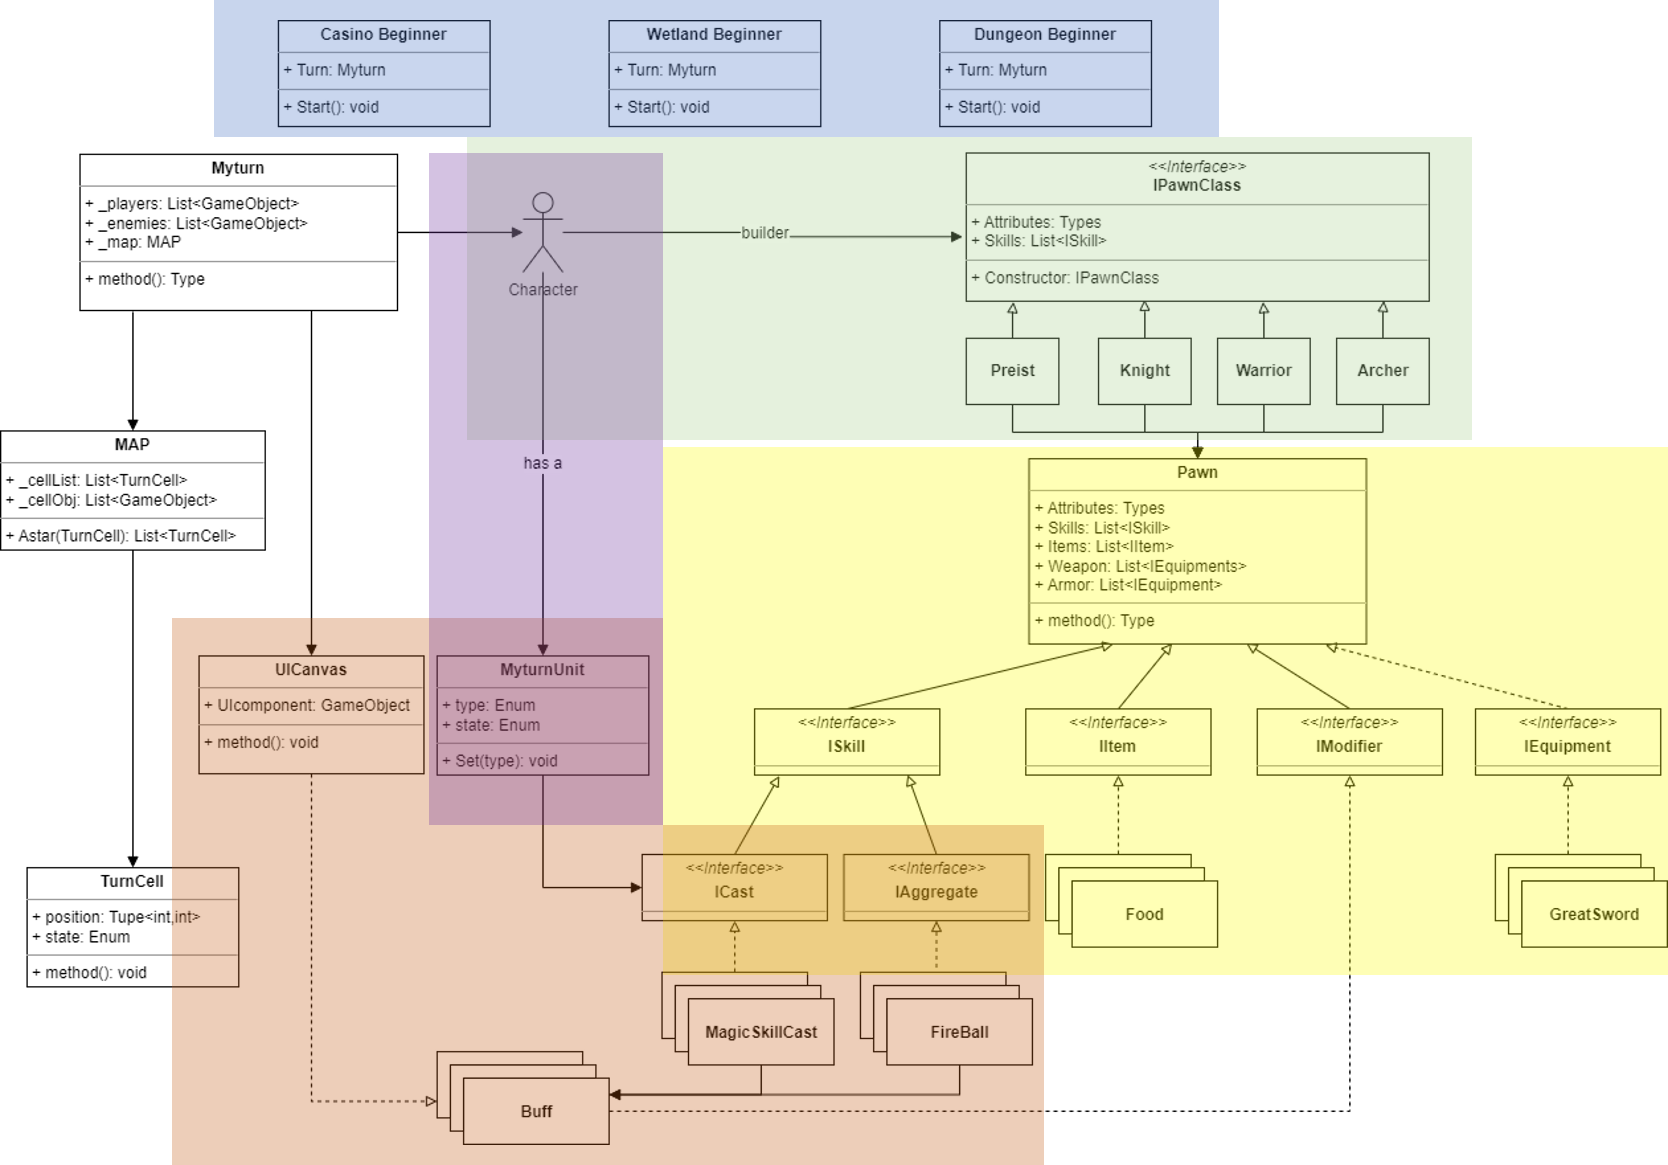 Casino Beginner
+ Turn: Myturn
+ Start(): void
Wetland Beginner
+ Turn: Myturn
+ Start(): void
Dungeon Beginner
+ Turn: Myturn
+ Start(): void
Myturn
+ _players: List<GameObject>
+ _enemies: List<GameObject>
+ _map: MAP
+ method(): Type
Character
builder
<<Interface>>
IPawnClass
+ Attributes: Types
+ Skills: List<ISkill>
+ Constructor: IPawnClass
Preist
Knight
Warrior
Archer
MAP
+ _cellList: List<TurnCell>
+ _cellObj: List<GameObject>
+ Astar(TurnCell): List<TurnCell>
has a
Pawn
+ Attributes: Types
+ Skills: List<ISkill>
+ Items: List<IItem>
+ Weapon: List<IEquipments>
+ Armor: List<IEquipment>
+ method(): Type
UICanvas
+ UIcomponent: GameObject
+ method(): void
MyturnUnit
+ type: Enum
+ state: Enum
+ Set(type): void
<<Interface>>
ISkill
<<Interface>>
IItem
<<Interface>>
IModifier
<<Interface>>
IEquipment
TurnCell
+ position: Tupe<int,int>
+ state: Enum
+ method(): void
<<Interface>>
ICast
<<Interface>>
IAggregate
Food
GreatSword
MagicSkillCast
FireBall
Buff